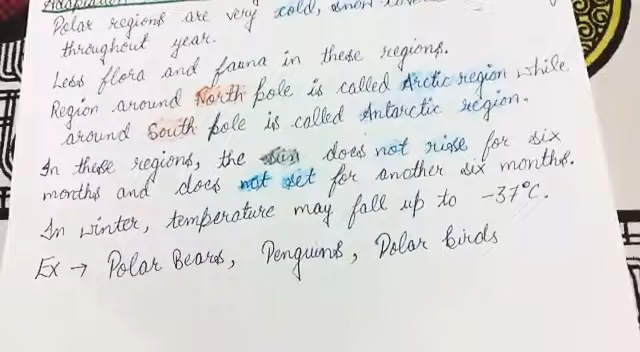 Adaptation
Polar regions are very cold, snow
throughout year.
Less flora and fauna in these regions.
Region around North pole is called Arctic region while
around South pole is called Antarctic region.
In these regions, the sun does not rise for six
months and does not set for another six months.
In winter, temperature may fall up to -37°C.
Ex → Polar Bears, Penguins, Polar birds